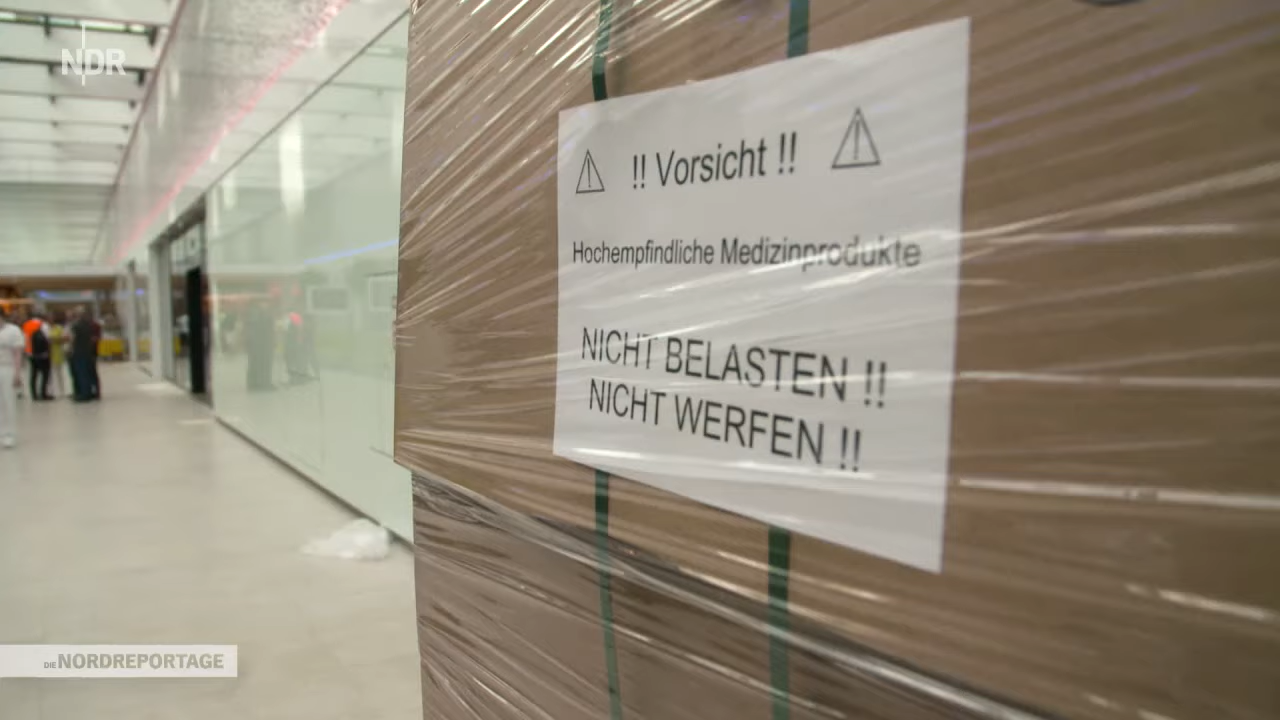 NDR
!! Vorsicht !!
Hochempfindliche Medizinprodukte
NICHT BELASTEN !!
NICHT WERFEN !!
DIE NORDREPORTAGE